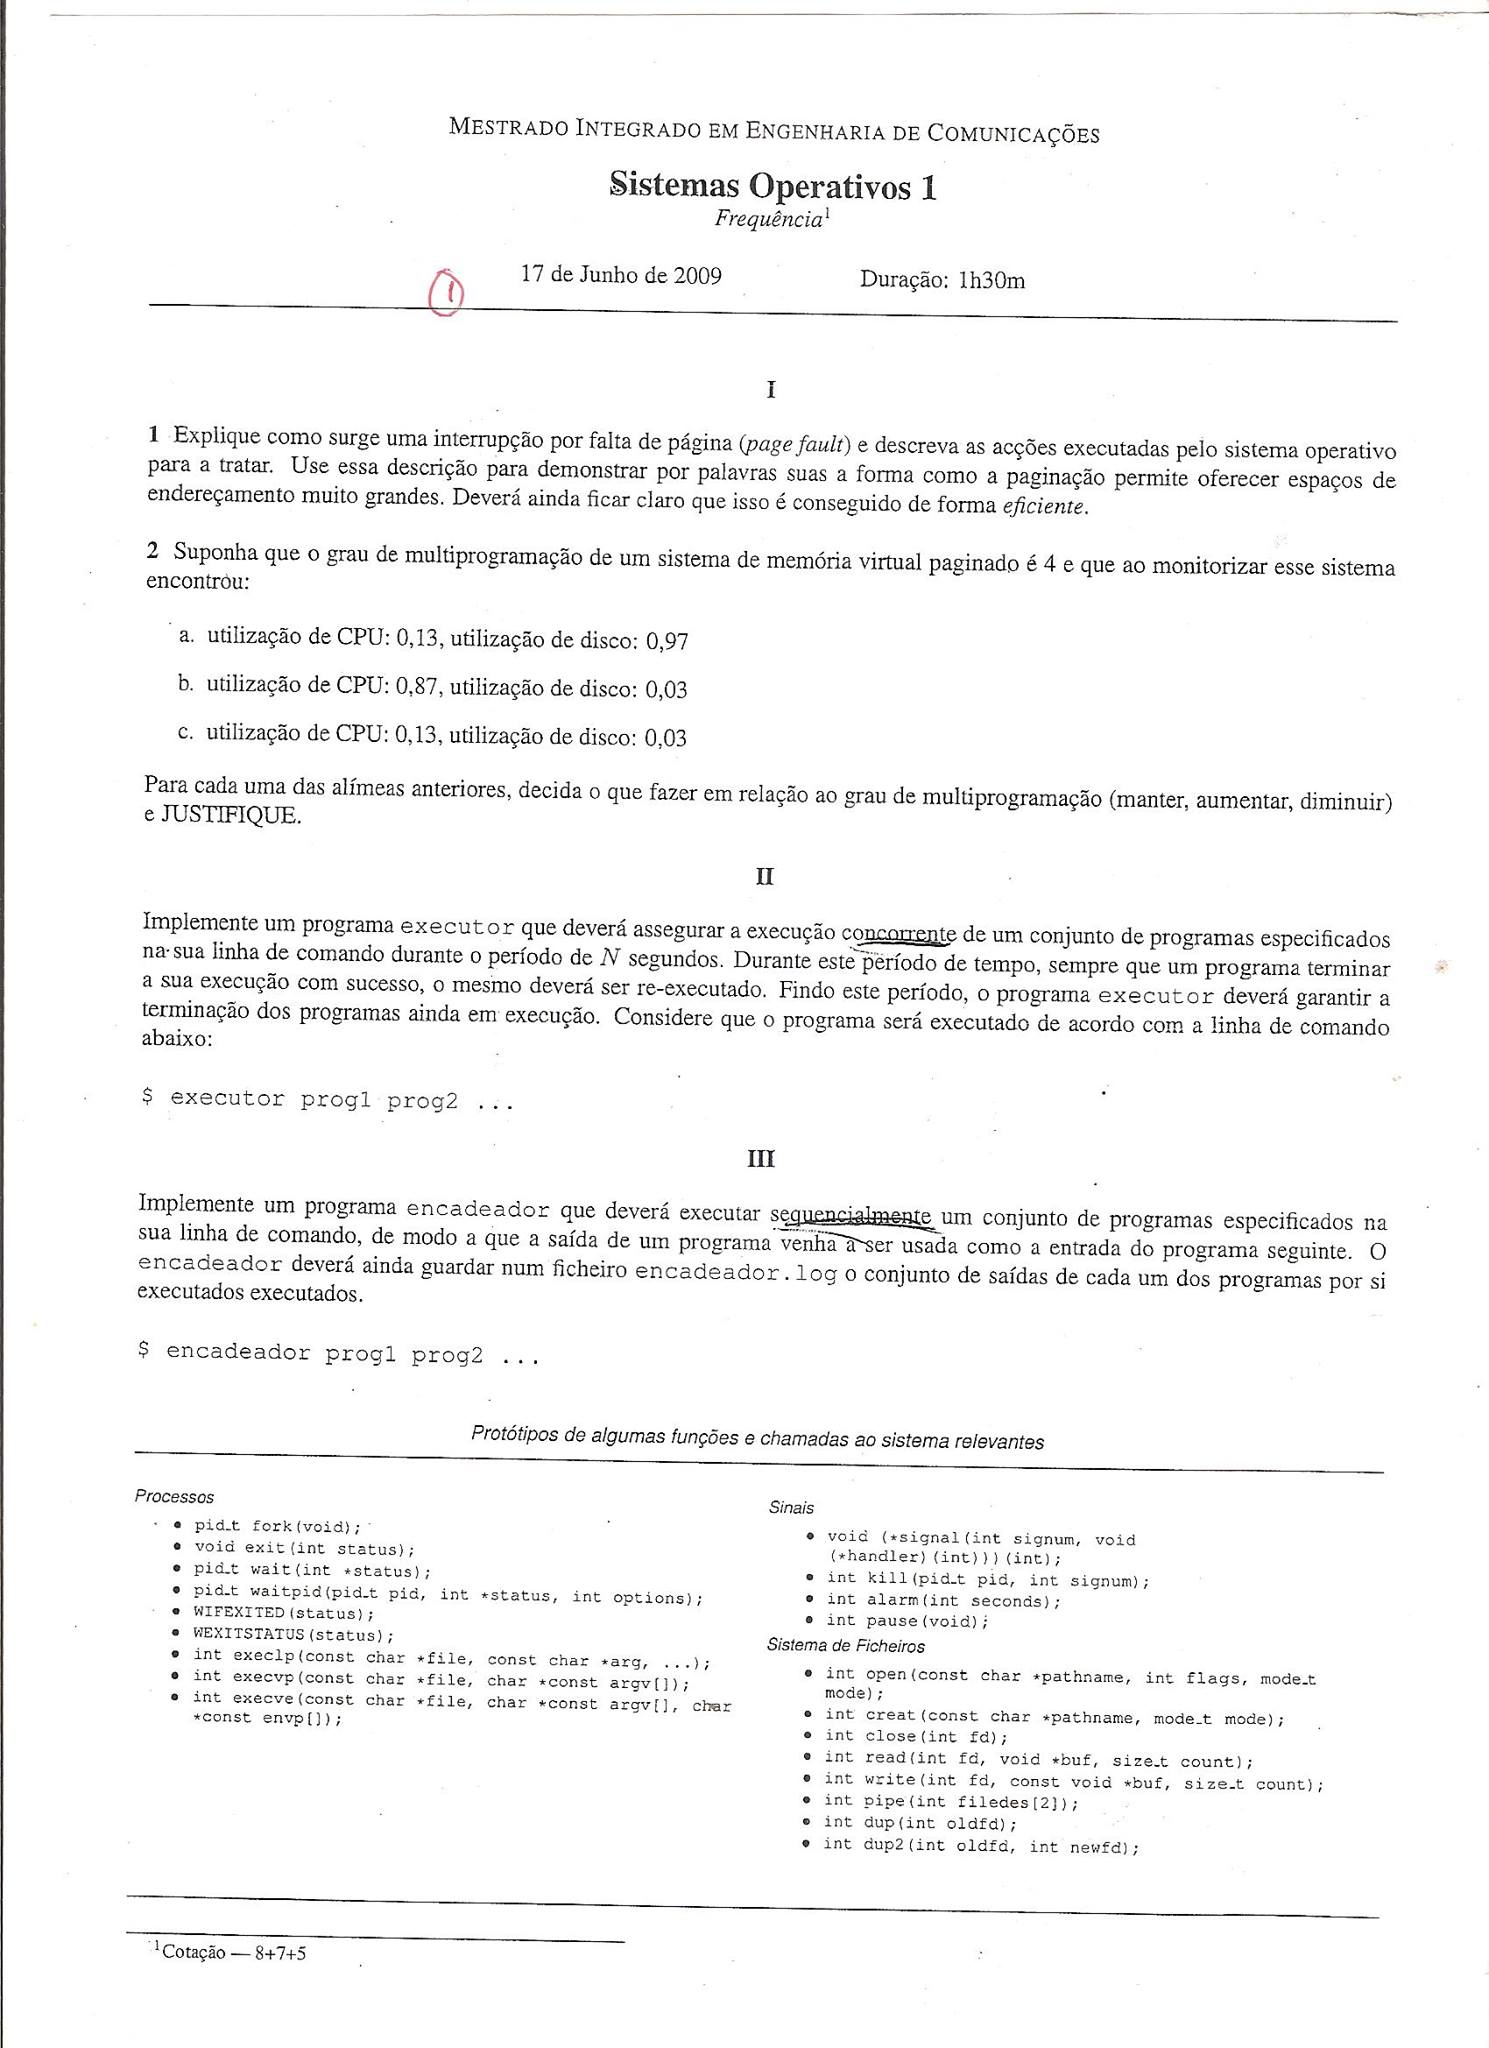 MESTRADO INTEGRADO EM ENGENHARIA DE COMUNICAÇÕES
Sistemas Operativos 1
Frequência1
1
17 de Junho de 2009 Duração: 1h30m
I
1 Explique como surge uma interrupção por falta de página (page fault) e descreva as acções executadas pelo sistema operativo
para a tratar. Use essa descrição para demonstrar por palavras suas a forma como a paginação permite oferecer espaços de
endereçamento muito grandes. Deverá ainda ficar claro que isso é conseguido de forma eficiente.
2 Suponha que o grau de multiprogramação de um sistema de memória virtual paginado é 4 e que ao monitorizar esse sistema
encontrou:
a. utilização de CPU: 0,13, utilização de disco: 0,97
b. utilização de CPU: 0,87, utilização de disco: 0,03
c. utilização de CPU: 0,13, utilização de disco: 0,03
Para cada uma das alímeas anteriores, decida o que fazer em relação ao grau de multiprogramação (manter, aumentar, diminuir)
e JUSTIFIQUE.
II
Implemente um programa executor que deverá assegurar a execução concorrente de um conjunto de programas especificados
na sua linha de comando durante o período de N segundos. Durante este período de tempo, sempre que um programa terminar
a sua execução com sucesso, o mesmo deverá ser re-executado. Findo este período, o programa executor deverá garantir a
terminação dos programas ainda em execução. Considere que o programa será executado de acordo com a linha de comando
abaixo:
$ executor prog1 prog2 ...
III
Implemente um programa encadeador que deverá executar sequencialmente um conjunto de programas especificados na
sua linha de comando, de modo a que a saída de um programa venha a ser usada como a entrada do programa seguinte. O
encadeador deverá ainda guardar num ficheiro encadeador.log o conjunto de saídas de cada um dos programas por si
executados executados.
$ encadeador prog1 prog2 ...
Protótipos de algumas funções e chamadas ao sistema relevantes
Processos
• pid_t fork(void);
• void exit(int status);
• pid_t wait(int *status);
• pid_t waitpid(pid_t pid, int *status, int options);
• WIFEXITED(status);
• WEXITSTATUS(status);
• int execlp(const char *file, const char *arg, ...);
• int execvp(const char *file, char *const argv[]);
• int execve(const char *file, char *const argv[], char
*const envp[]);
Sinais
• void (*signal(int signum, void
(*handler)(int)))(int);
• int kill(pid_t pid, int signum);
• int alarm(int seconds);
• int pause(void);
Sistema de Ficheiros
• int open(const char *pathname, int flags, mode_t
mode);
• int creat(const char *pathname, mode_t mode);
• int close(int fd);
• int read(int fd, void *buf, size_t count);
• int write(int fd, const void *buf, size_t count);
• int pipe(int filedes[2]);
• int dup(int oldfd);
• int dup2(int oldfd, int newfd);
1Cotação — 8+7+5